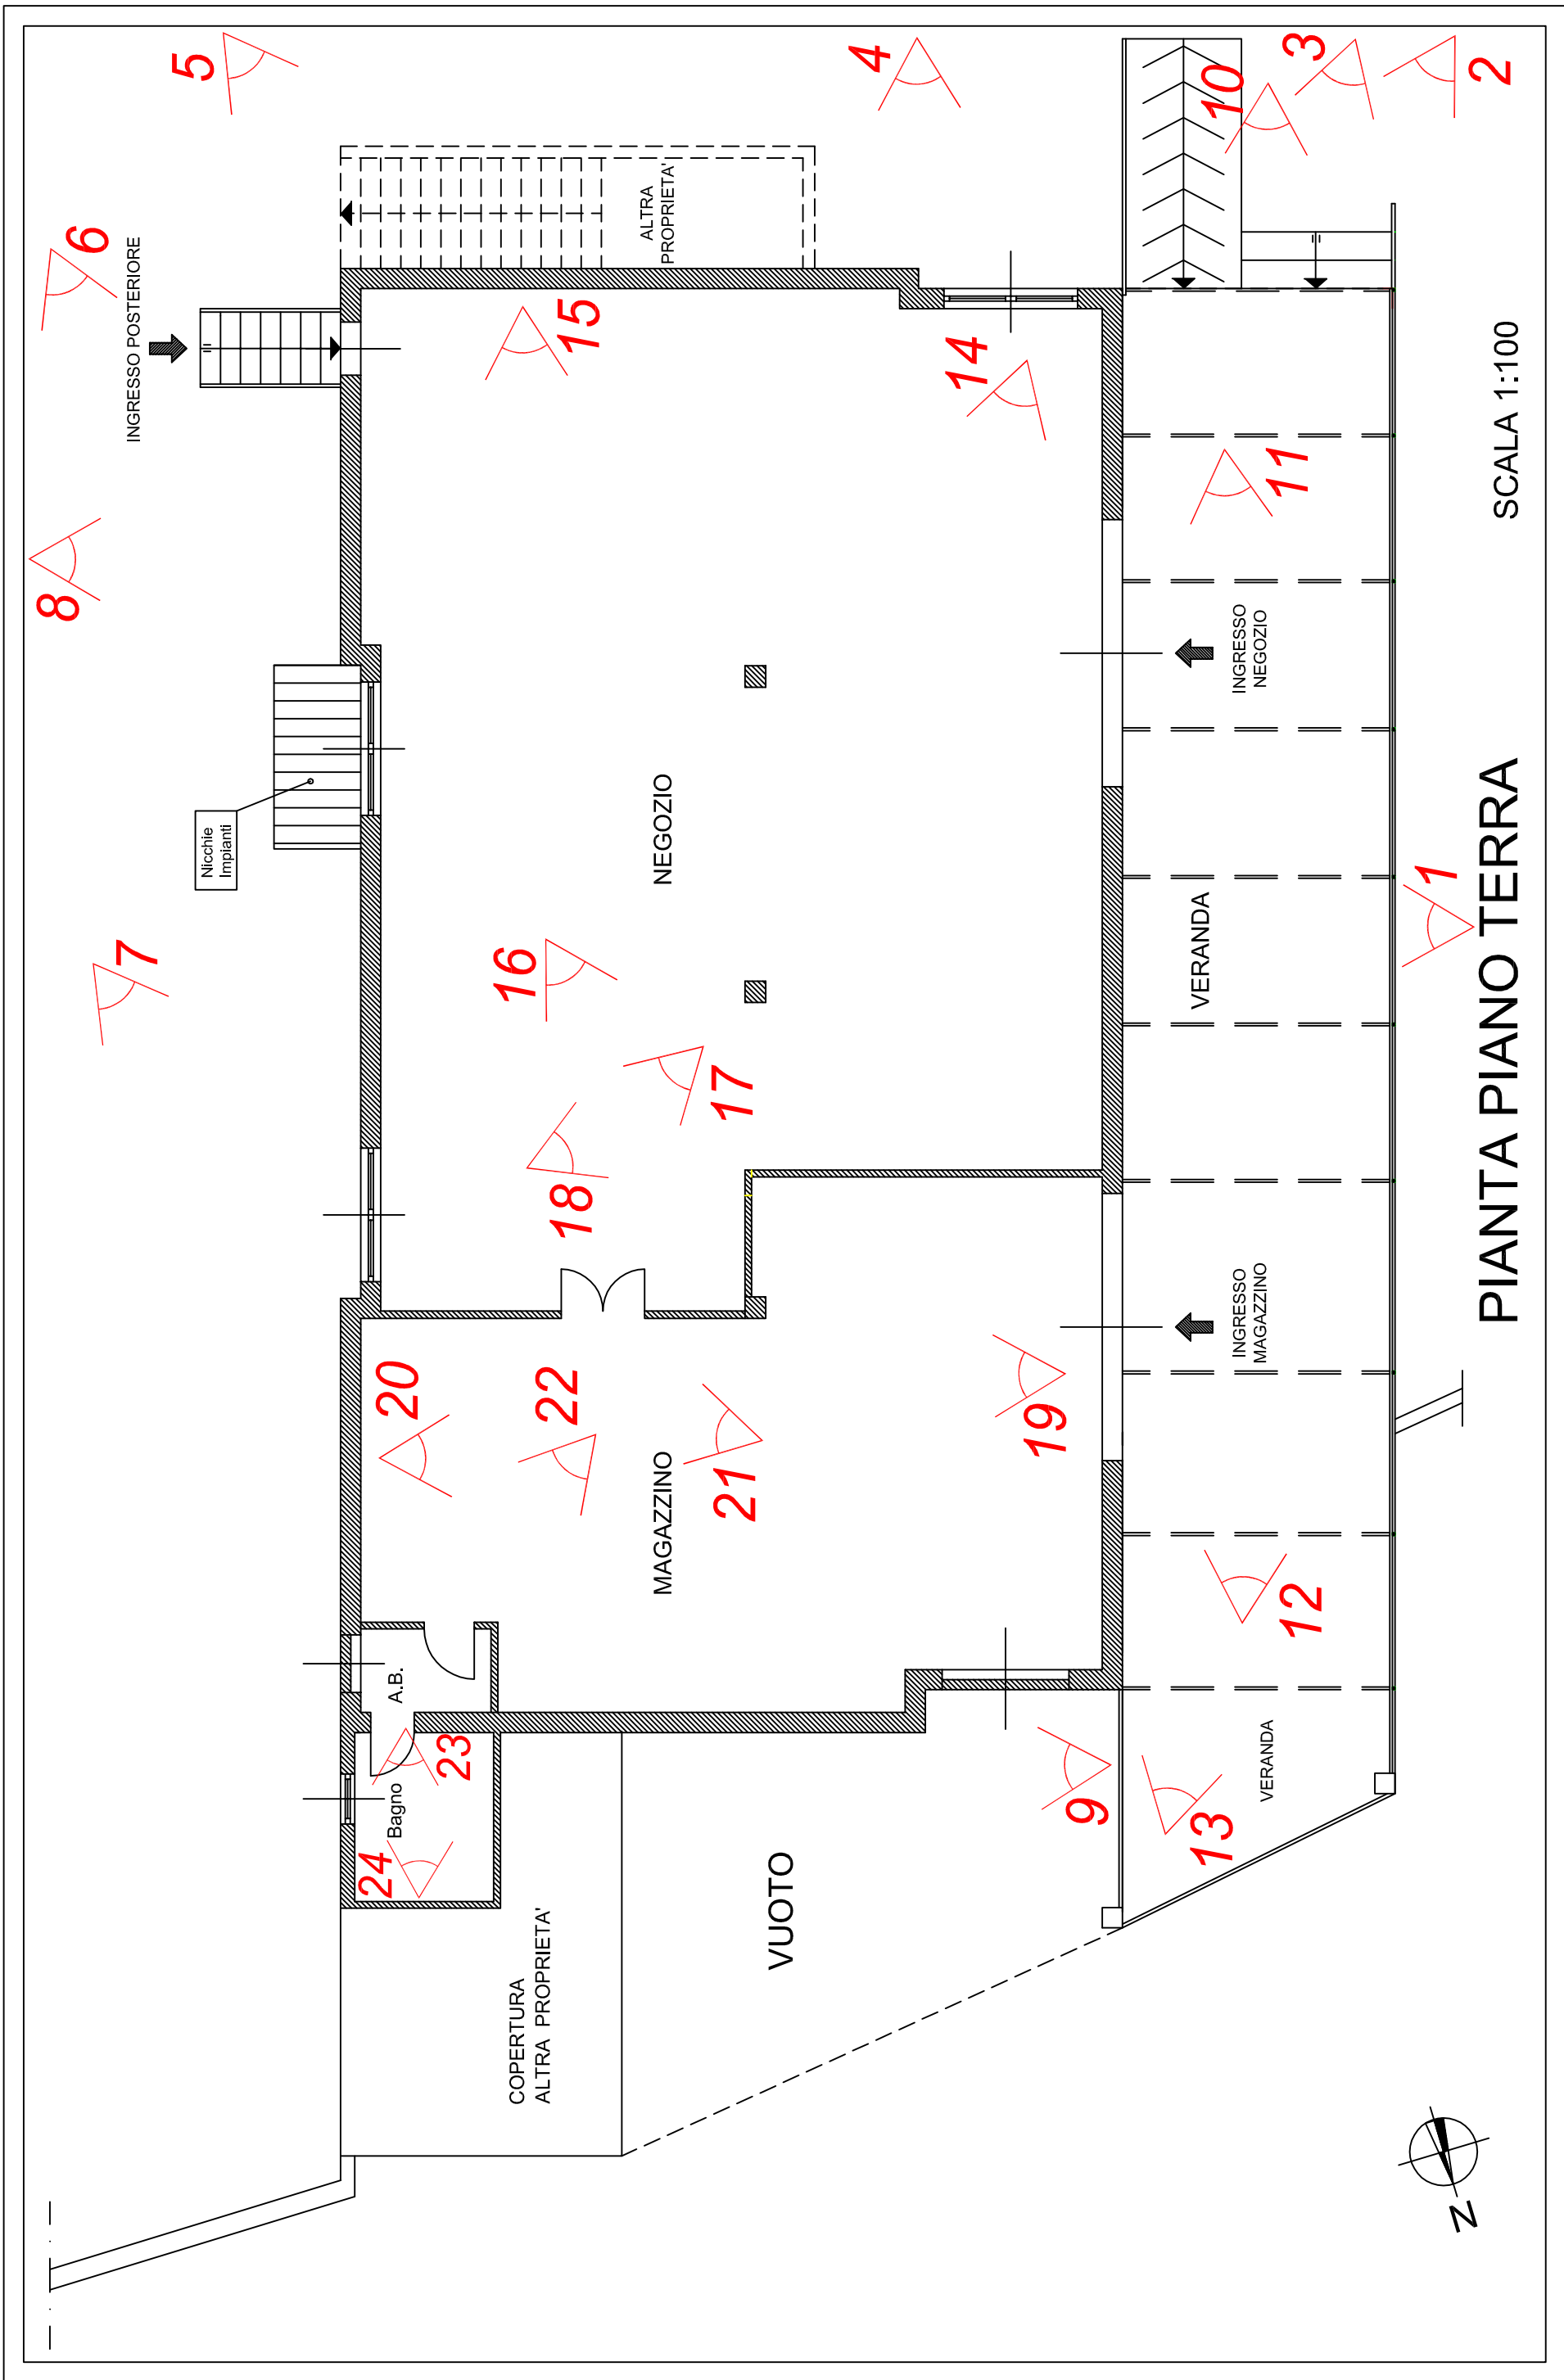 8
6
7
INGRESSO POSTERIORE
5
Nicchie
Impianti
24
Bagno
A.B.
20
23
16
COPERTURA
ALTRA PROPRIETA'
22
18
15
MAGAZZINO
NEGOZIO
ALTRA
PROPRIETA'
21
17
VUOTO
4
14
19
9
VERANDA
13
10
INGRESSO
MAGAZZINO
INGRESSO
NEGOZIO
VERANDA
12
11
3
1
N
2
PIANTA PIANO TERRA
SCALA 1:100